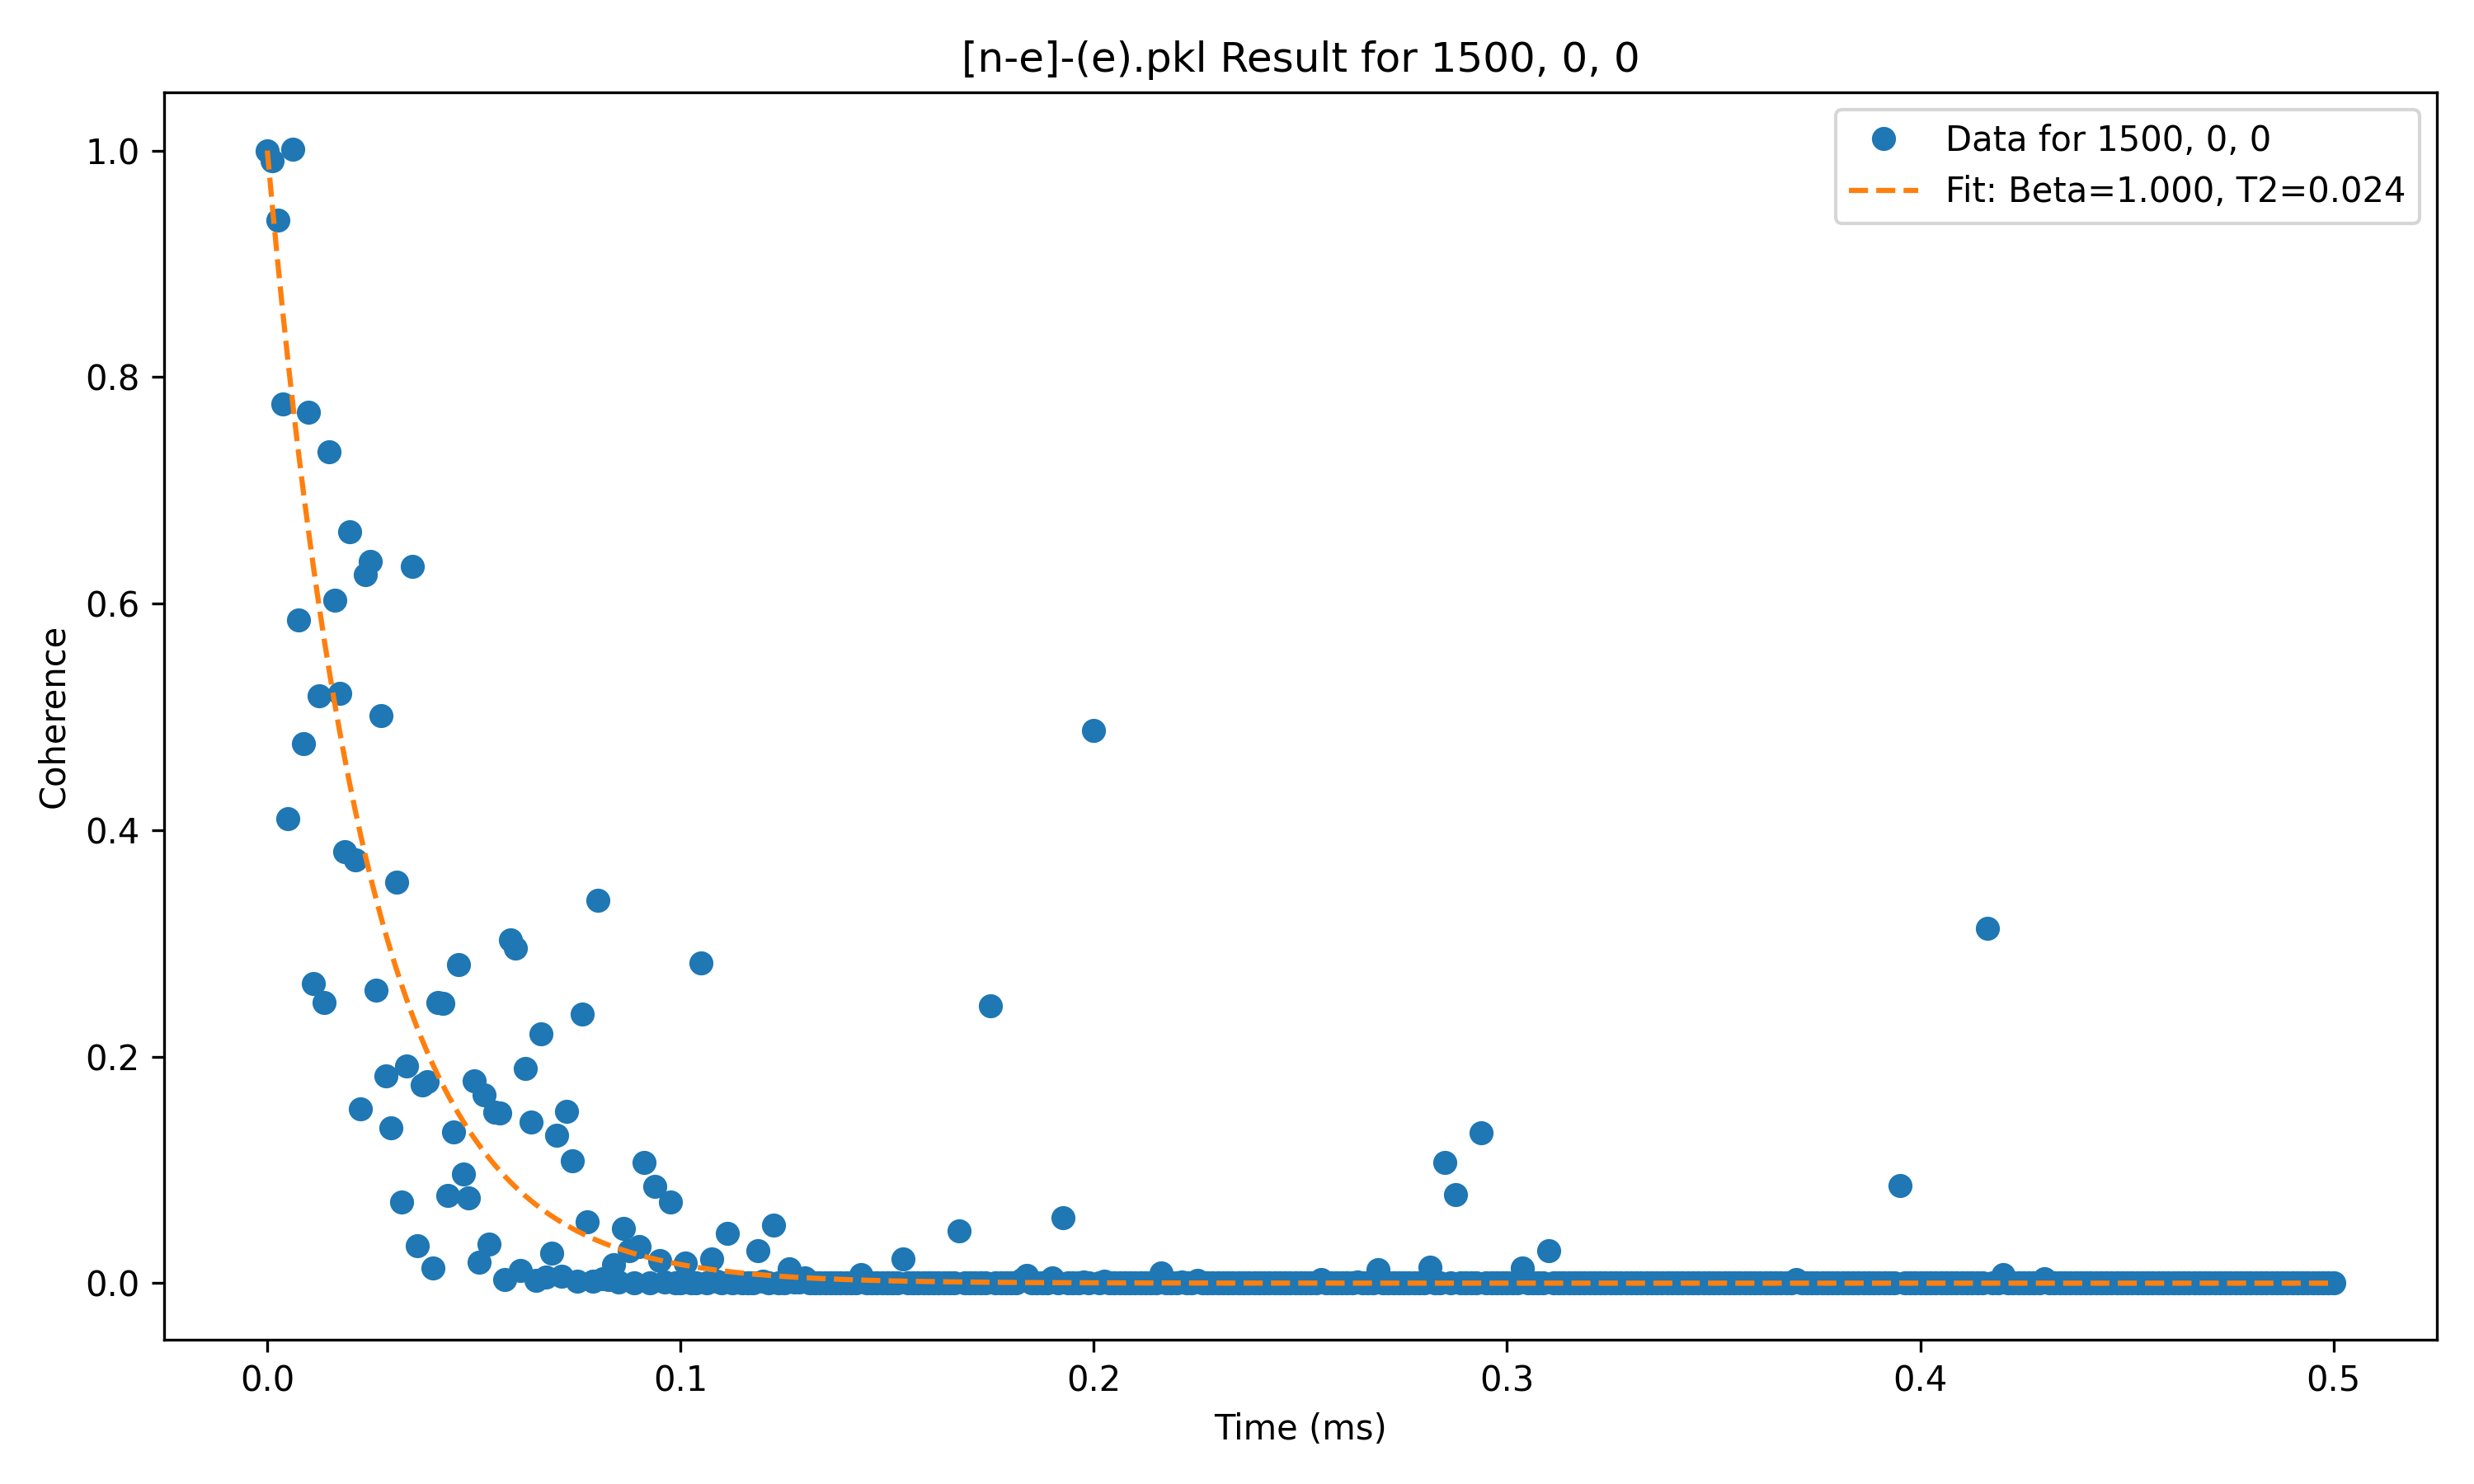 [n-e]-(e).pkl Result for 1500, 0, 0
Data for 1500, 0, 0
Fit: Beta=1.000, T2=0.024
Coherence
1.0
0.8
0.6
0.4
0.2
0.0
0.0 0.1 0.2 0.3 0.4 0.5
Time (ms)